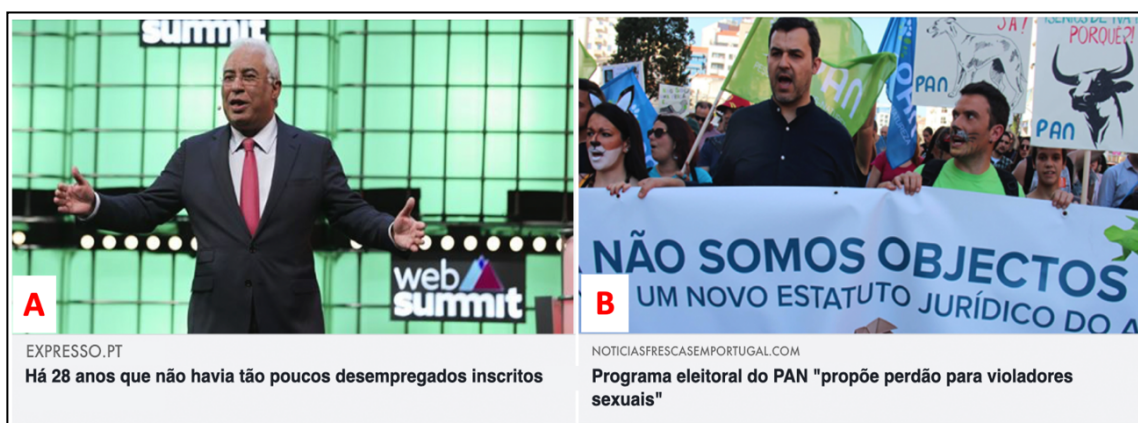 summit
web
summit
A
EXPRESSO.PT
Há 28 anos que não havia tão poucos desempregados inscritos
JÁ!
PORQUE?!
PAN
PAN
PAN
NÃO SOMOS OBJECTOS
UM NOVO ESTATUTO JURÍDICO DO
B
NOTICIASFRESCASEMPORTUGAL.COM
Programa eleitoral do PAN "propõe perdão para violadores
sexuais"